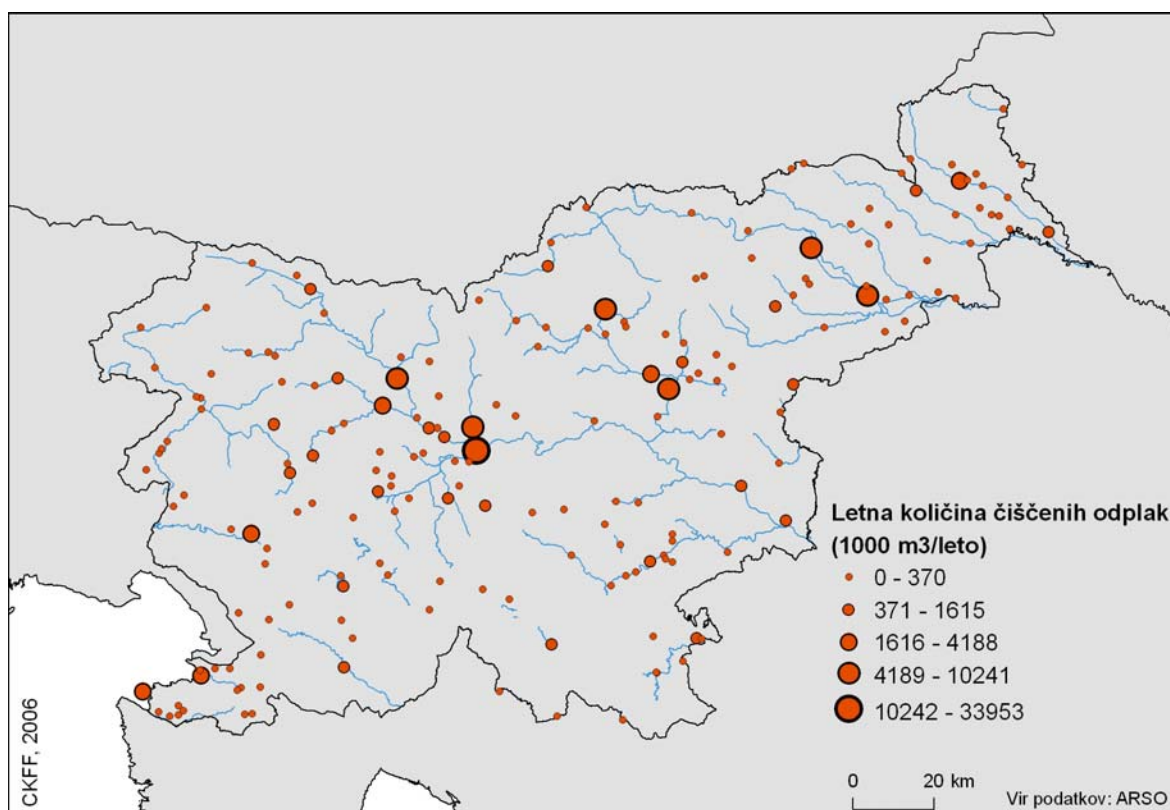 Letna količina čiščenih odplak
(1000 m3/leto)
0 - 370
371 - 1615
1616 - 4188
4189 - 10241
10242 - 33953
0 20 km
Vir podatkov: ARSO
CKFF, 2006